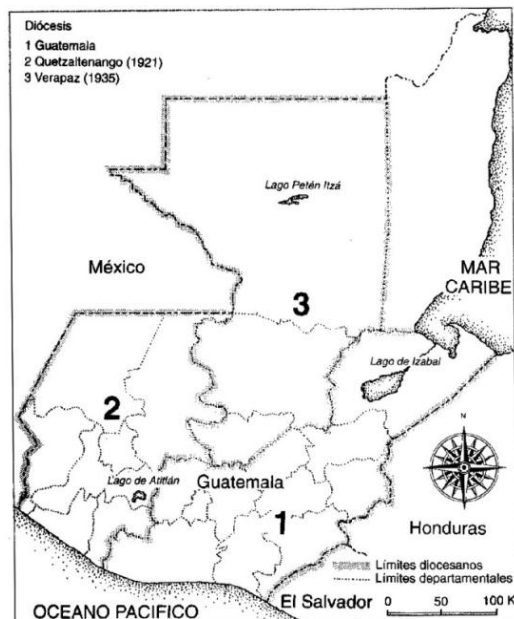 Diócesis
1 Guatemala
2 Quetzaltenango (1921)
3 Verapaz (1935)
Lago Petén Itzá
México
MAR
CARIBE
3
Lago de Izabal
2
N
Lago de Atitlán
Guatemala
1
Honduras
Límites diocesanos
Límites departamentales
El Salvador
0 50 100 K
OCEANO PACIFICO